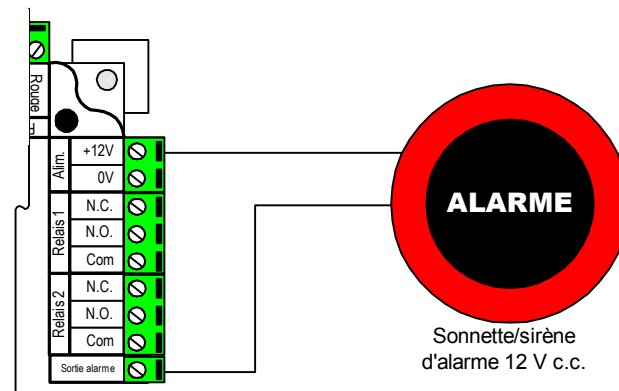 Rouge
Alim.
+12V
0V
Relais 1
N.C.
N.O.
Com
Relais 2
N.C.
N.O.
Com
Sortie alarme
ALARME
Sonnette/sirène
d'alarme 12 V c.c.